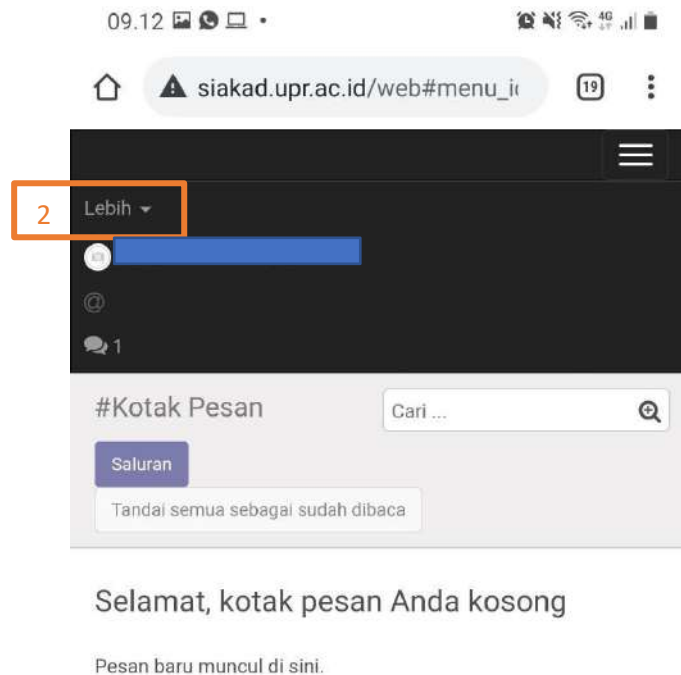 09.12
4G
siakad.upr.ac.id/web#menu_i
19
2 Lebih
@
1
#Kotak Pesan
Cari ...
Saluran
Tandai semua sebagai sudah dibaca
Selamat, kotak pesan Anda kosong
Pesan baru muncul di sini.